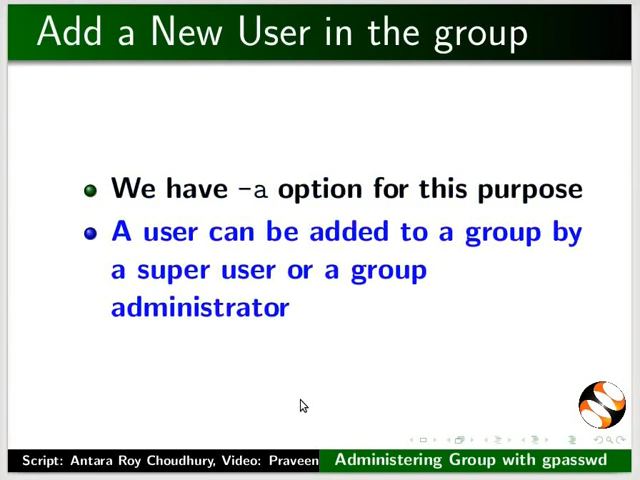 Add a New User in the group
We have -a option for this purpose
A user can be added to a group by
a super user or a group
administrator
Script: Antara Roy Choudhury, Video: Praveen
Administering Group with gpasswd